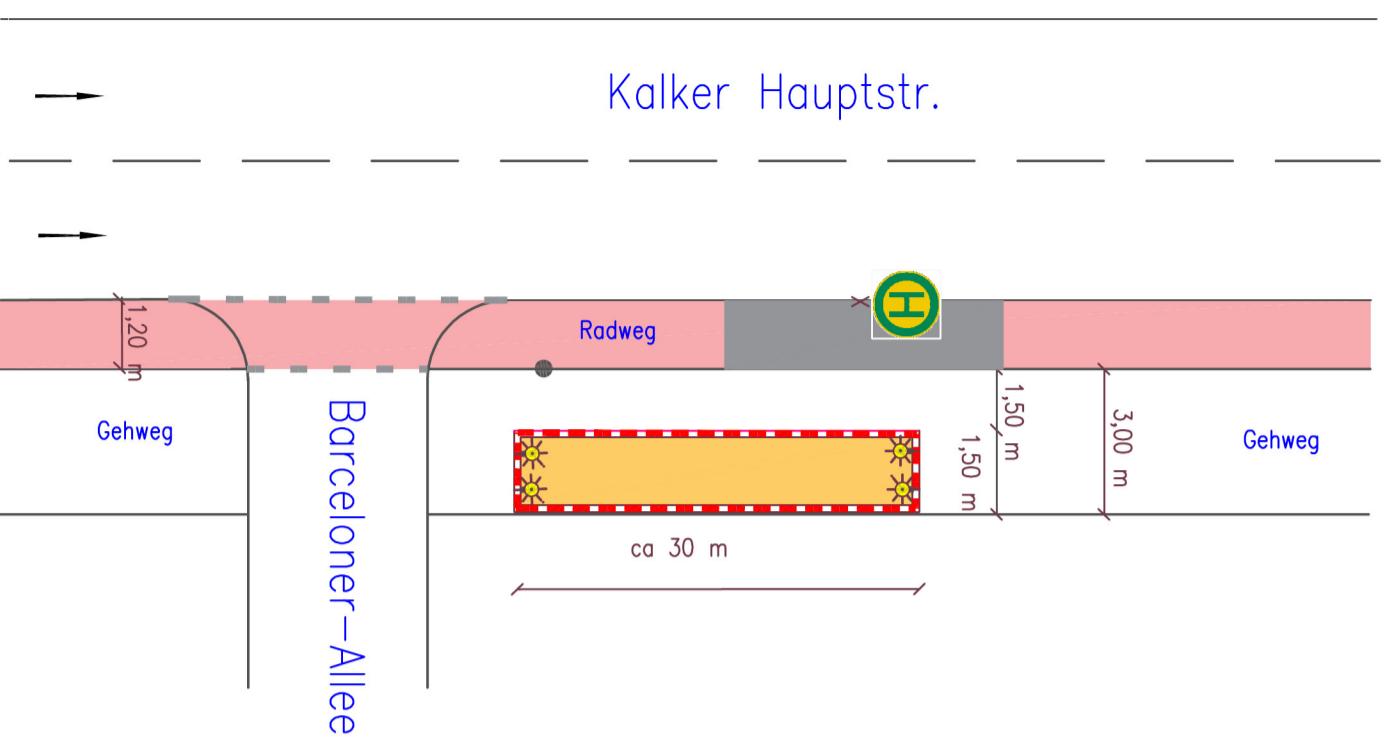 Kalker Hauptstr.
H
1,20 m
Radweg
Gehweg
Barceloner-Allee
1,50 m
1,50 m
3,00 m
Gehweg
ca 30 m